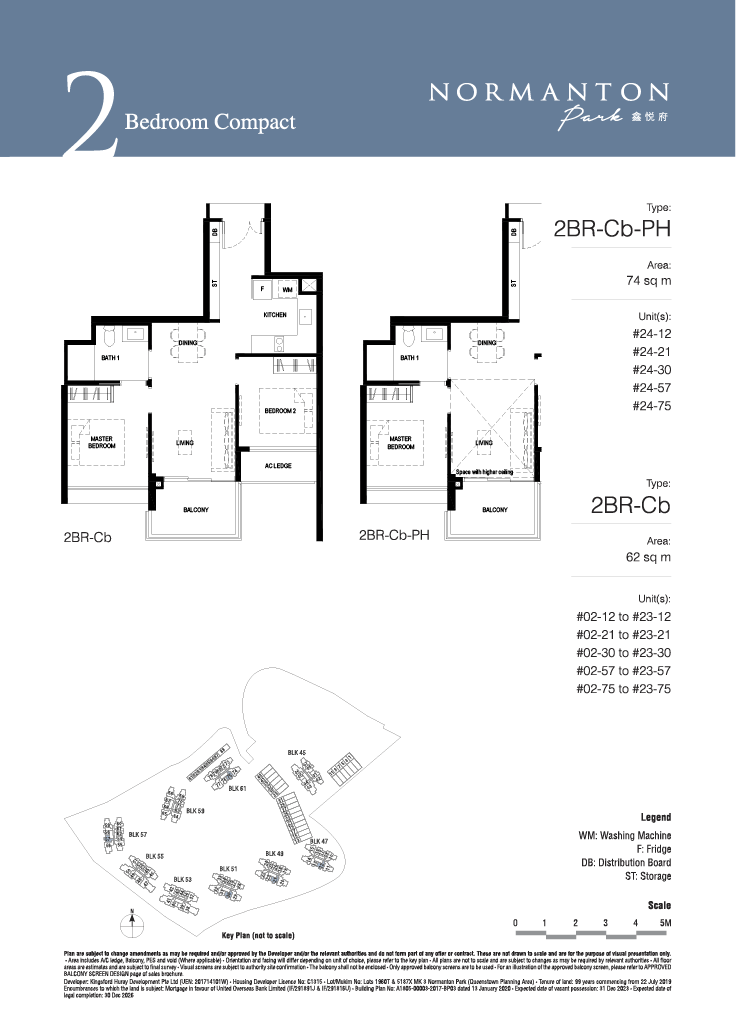 2
Bedroom Compact
NORMANTON
Park 鑫悦府
Type:
2BR-Cb-PH
Area:
74 sq m
Unit(s):
#24-12
#24-21
#24-30
#24-57
#24-75
DB
ST
F
WM
KITCHEN
DINING
BATH 1
BEDROOM 2
MASTER
BEDROOM
LIVING
AC LEDGE
BALCONY
2BR-Cb
DB
ST
DINING
BATH 1
MASTER
BEDROOM
LIVING
Space with higher ceiling
BALCONY
2BR-Cb-PH
Type:
2BR-Cb
Area:
62 sq m
Unit(s):
#02-12 to #23-12
#02-21 to #23-21
#02-30 to #23-30
#02-57 to #23-57
#02-75 to #23-75
BLK 45
BLK 61
BLK 59
BLK 57
BLK 55
BLK 53
BLK 51
BLK 49
BLK 47
N
Key Plan (not to scale)
Legend
WM: Washing Machine
F: Fridge
DB: Distribution Board
ST: Storage
Scale
0 1 2 3 4 5M
Plan are subject to change amendments as may be required and/or approved by the Developer and/or the relevant authorities and do not form part of any offer or contract. These are not drawn to scale and are for the purpose of visual presentation only.
- Area includes A/C ledge, Balcony, PES and void (Where applicable) - Orientation and facing will differ depending on unit of choice, please refer to the key plan - All plans are not to scale and are subject to changes as may be required by relevant authorities - All floor
areas are estimates and are subject to final survey - Visual screens are subject to authority site confirmation - The balcony shall not be enclosed - Only approved balcony screens are to be used - For an illustration of the approved balcony screen, please refer to APPROVED
BALCONY SCREEN DESIGN page of sales brochure.
Developer: Kingsford Huray Development Pte Ltd (UEN: 201714101W) - Housing Developer Licence No: C1315 - Lot/Mukim No: Lots 1960T & 5187X MK 3 Normanton Park (Queenstown Planning Area) - Tenure of land: 99 years commencing from 22 July 2019
Encumbrances to which the land is subject: Mortgage in favour of United Overseas Bank Limited (IF/291891J & IF/291816U) - Building Plan No: A1805-00003-2017-BP03 dated 13 January 2020 - Expected date of vacant possession: 31 Dec 2023 - Expected date of
legal completion: 30 Dec 2026